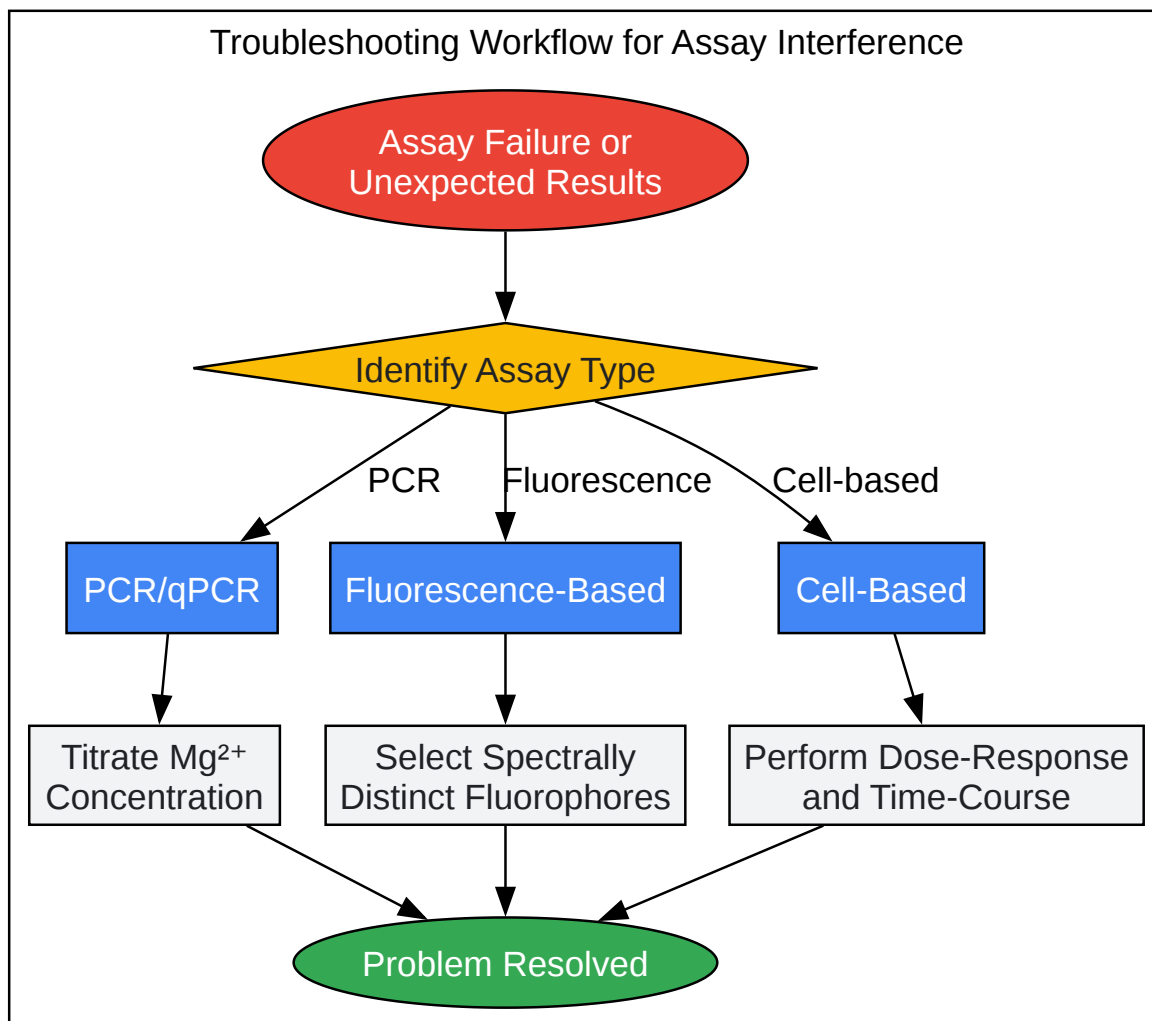 Troubleshooting Workflow for Assay Interference
Assay Failure or
Unexpected Results
Identify Assay Type
PCR
Fluorescence
Cell-based
PCR/qPCR
Fluorescence-Based
Cell-Based
Titrate Mg²⁺
Concentration
Select Spectrally
Distinct Fluorophores
Perform Dose-Response
and Time-Course
Problem Resolved